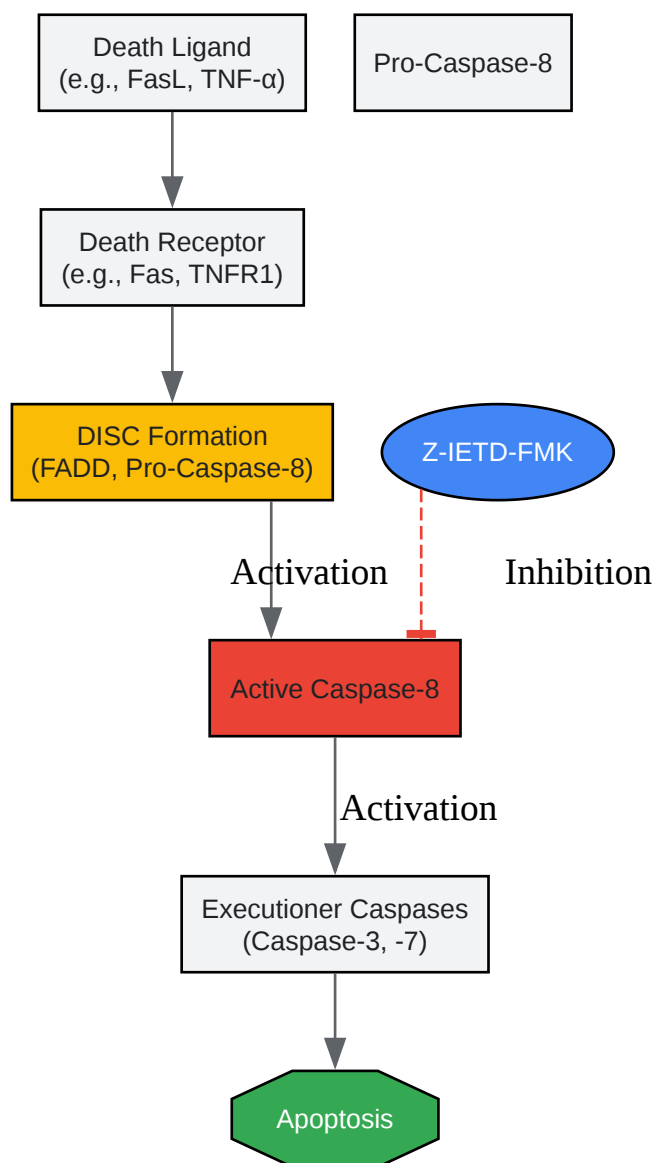 Death Ligand
(e.g., FasL, TNF-α)
Pro-Caspase-8
Death Receptor
(e.g., Fas, TNFR1)
DISC Formation
(FADD, Pro-Caspase-8)
Z-IETD-FMK
Activation
Inhibition
Active Caspase-8
Activation
Executioner Caspases
(Caspase-3, -7)
Apoptosis